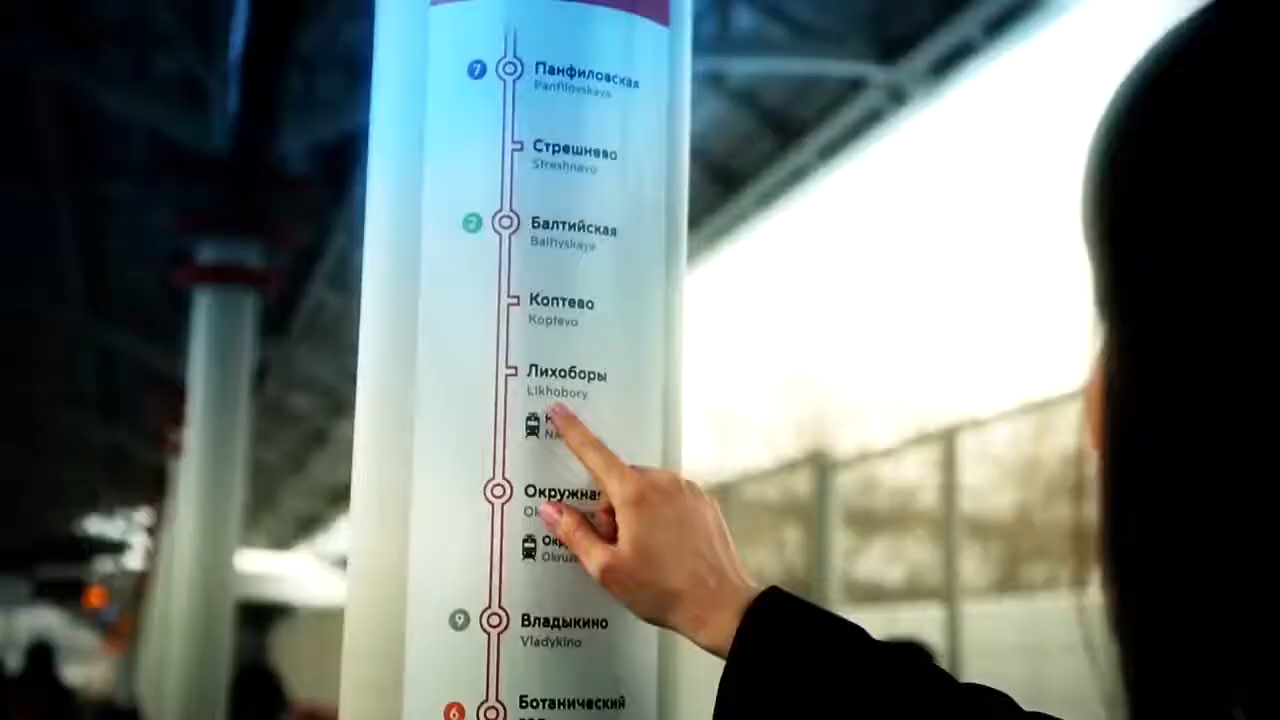 7 Панфиловская
Panfilovskaya
Стрешнево
Streshnevo
2 Балтийская
Baltiyskaya
Коптево
Koptevo
Лихоборы
Likhobory
9 Владыкино
Vladykino
6 Ботанический